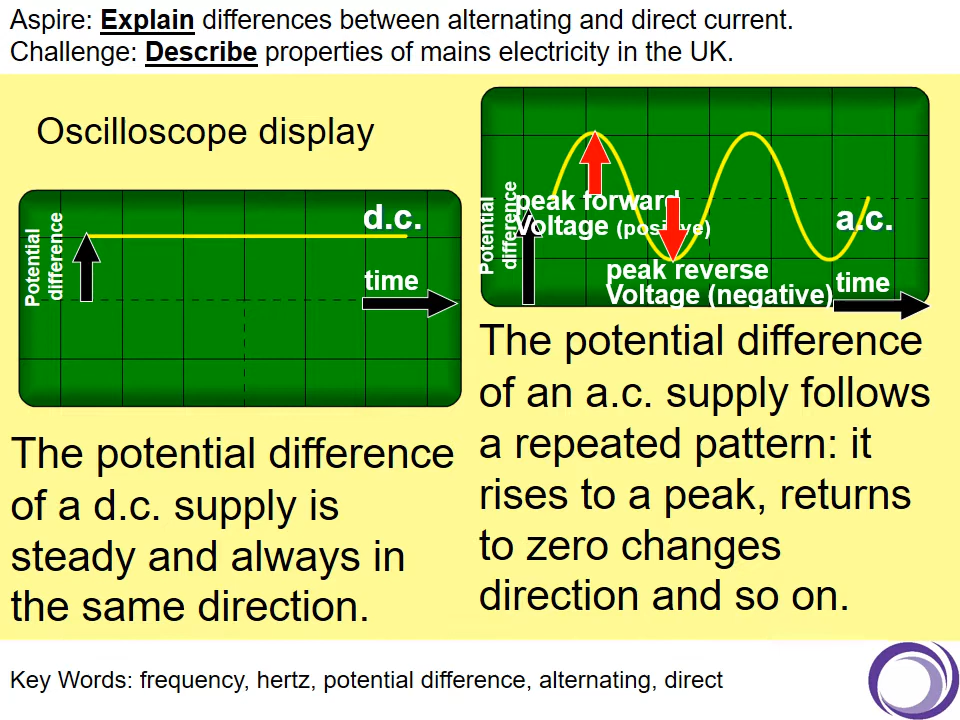 Aspire: Explain differences between alternating and direct current.
Challenge: Describe properties of mains electricity in the UK.
Oscilloscope display
Potential
difference
d.c.
time
The potential difference
of a d.c. supply is
steady and always in
the same direction.
Potential
difference
peak forward
Voltage (positive)
a.c.
peak reverse
Voltage (negative)
time
The potential difference
of an a.c. supply follows
a repeated pattern: it
rises to a peak, returns
to zero changes
direction and so on.
Key Words: frequency, hertz, potential difference, alternating, direct